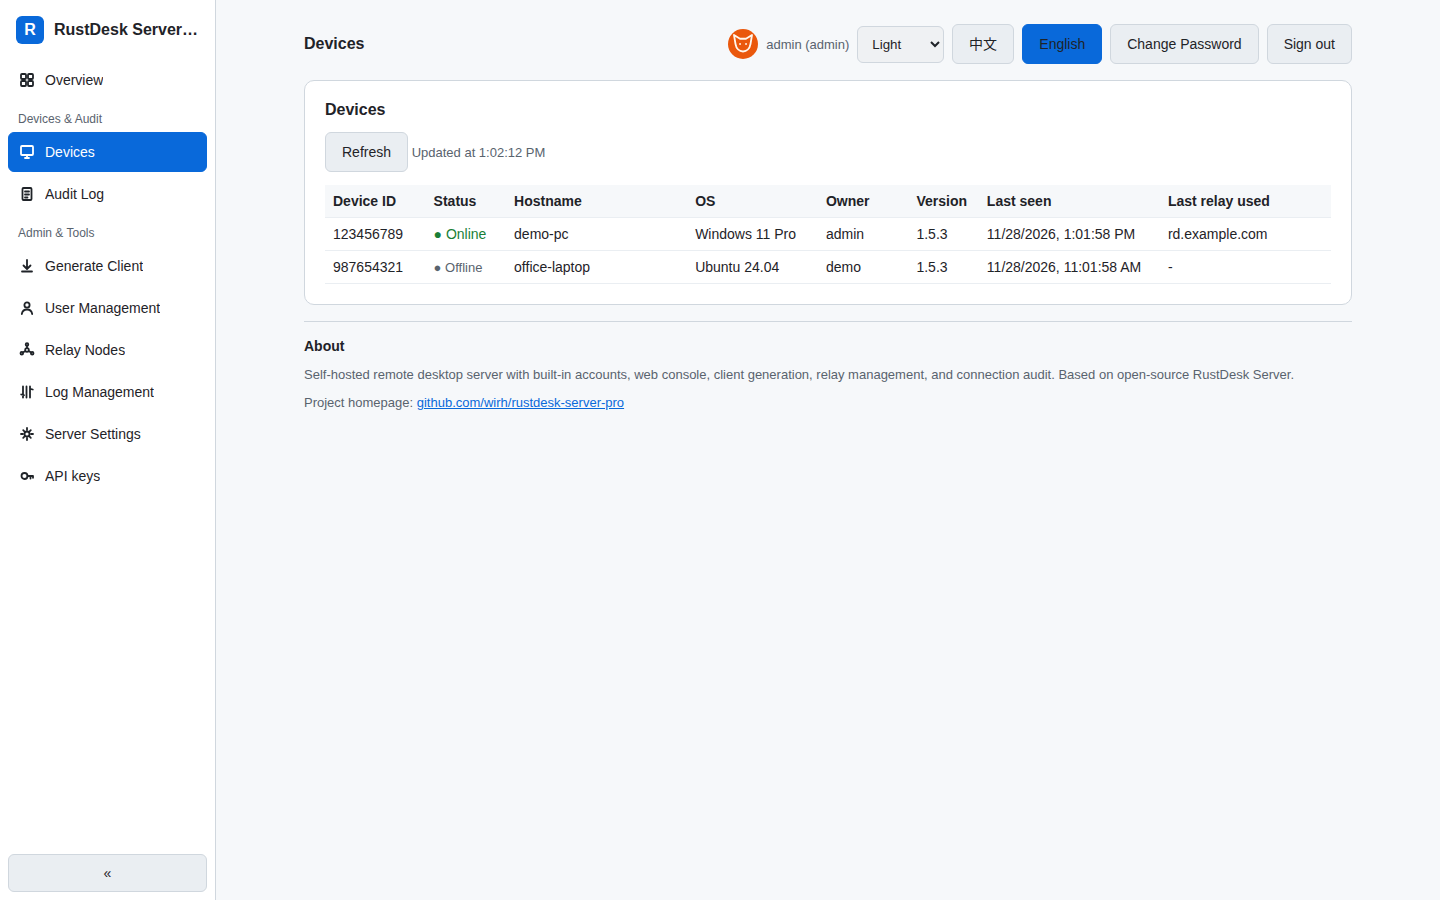 R RustDesk Server…
Overview
Devices & Audit
Devices
Audit Log
Admin & Tools
Generate Client
User Management
Relay Nodes
Log Management
Server Settings
API keys
«
Devices admin (admin) Light 中文 English Change Password Sign out
Devices
Refresh Updated at 1:02:12 PM
Device ID Status Hostname OS Owner Version Last seen Last relay used
123456789 ● Online demo-pc Windows 11 Pro admin 1.5.3 11/28/2026, 1:01:58 PM rd.example.com
987654321 ● Offline office-laptop Ubuntu 24.04 demo 1.5.3 11/28/2026, 11:01:58 AM -
About
Self-hosted remote desktop server with built-in accounts, web console, client generation, relay management, and connection audit. Based on open-source RustDesk Server.
Project homepage: github.com/wirh/rustdesk-server-pro